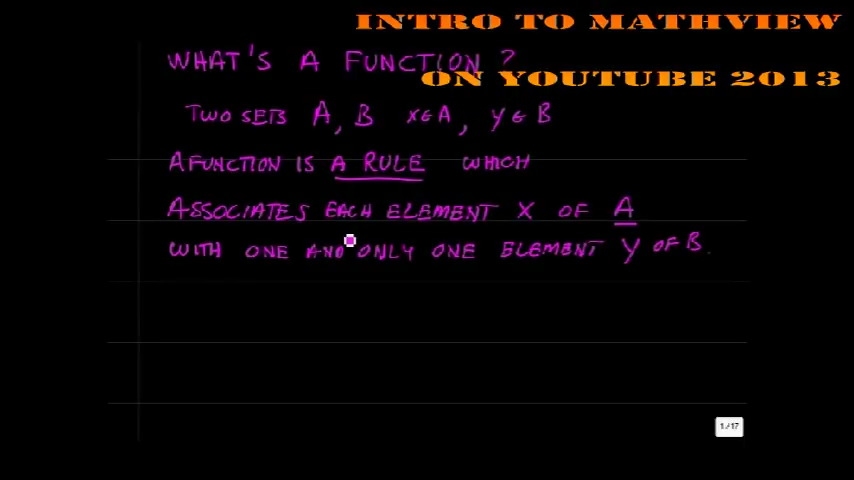 INTRO TO MATHVIEW
WHAT'S A FUNCTION ?
ON YOUTUBE 2013
TWO SETS A, B X∈A, Y∈B
A FUNCTION IS A RULE WHICH
ASSOCIATES EACH ELEMENT X OF A
WITH ONE AND ONLY ONE ELEMENT Y OF B.
1/17